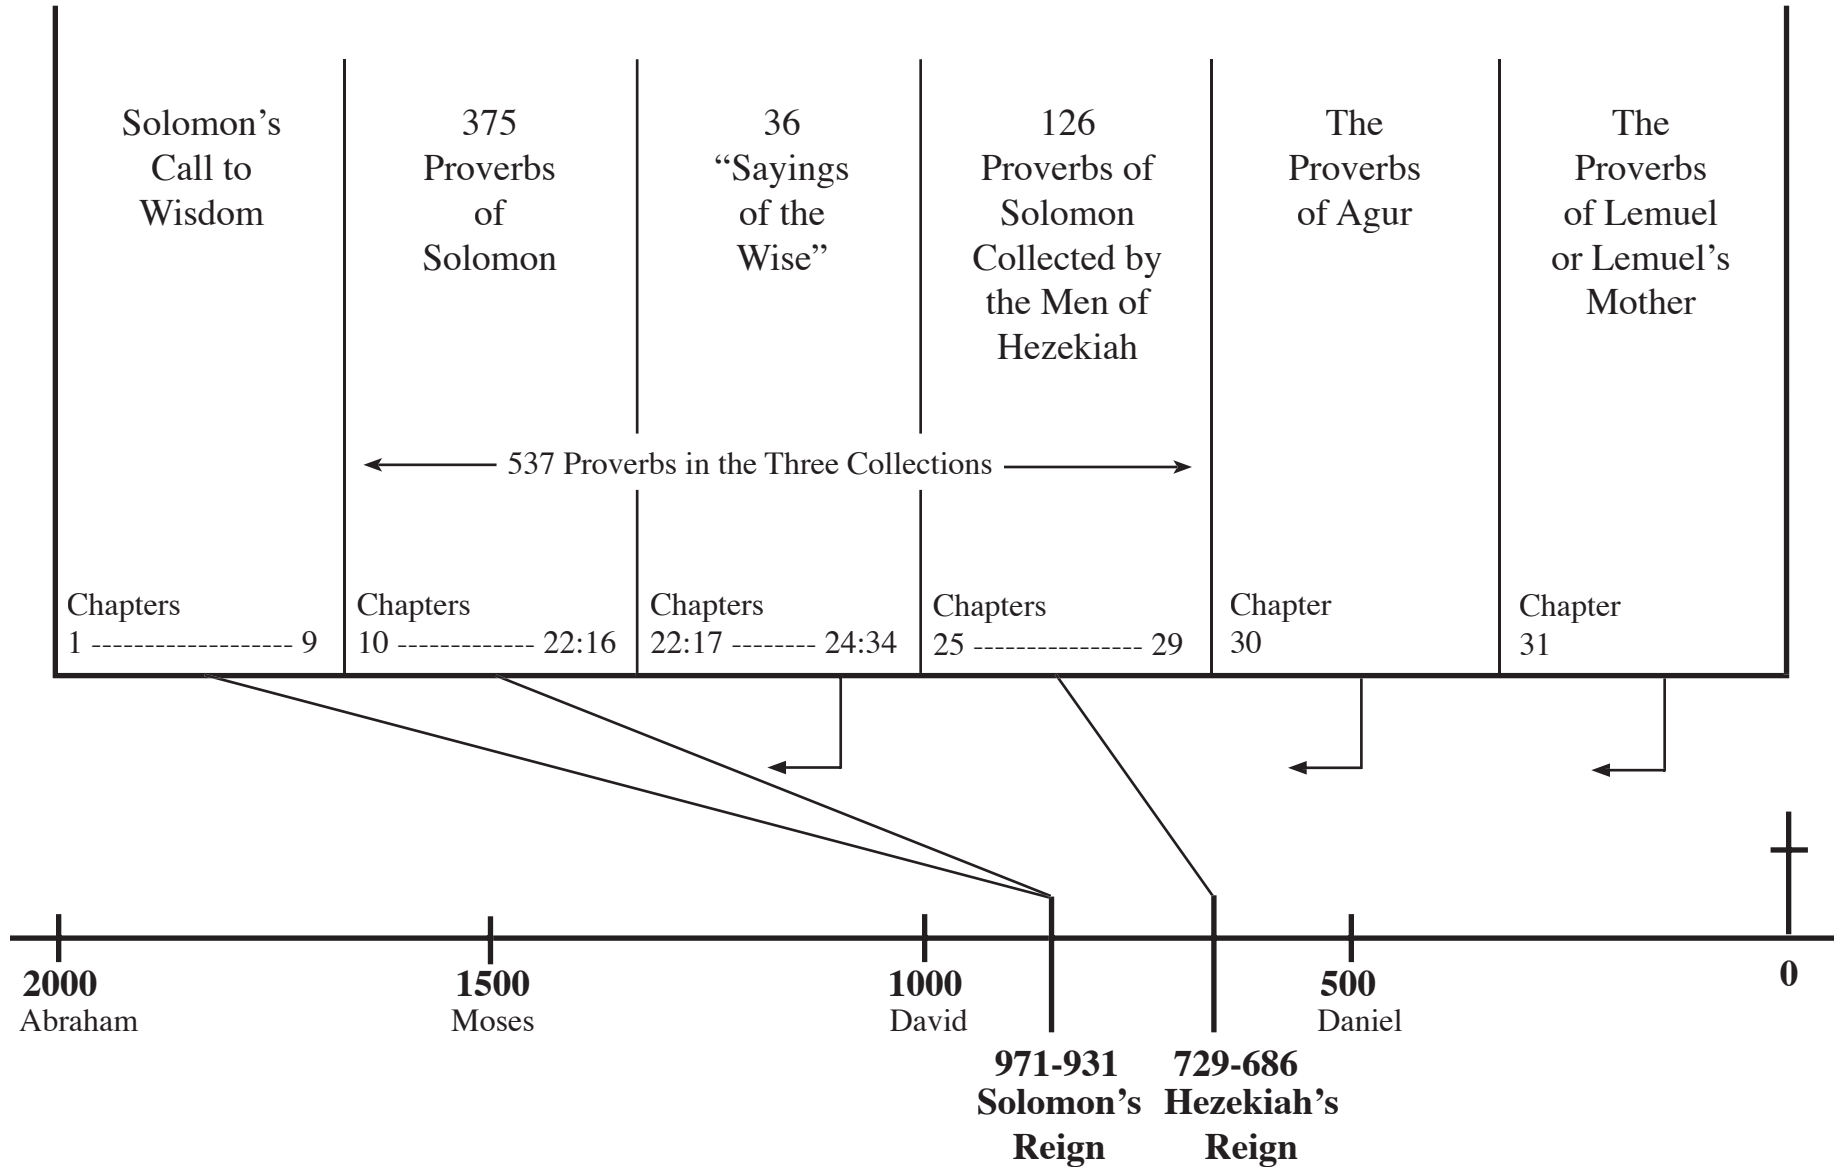 Solomon’s
Call to
Wisdom
375
Proverbs
of
Solomon
36
“Sayings
of the
Wise”
126
Proverbs of
Solomon
Collected by
the Men of
Hezekiah
The
Proverbs
of Agur
The
Proverbs
of Lemuel
or Lemuel’s
Mother
537 Proverbs in the Three Collections
Chapters
1 ------------------- 9
Chapters
10 ------------- 22:16
Chapters
22:17 -------- 24:34
Chapters
25 ---------------- 29
Chapter
30
Chapter
31
2000
Abraham
1500
Moses
1000
David
971-931
Solomon’s
Reign
729-686
Hezekiah’s
Reign
500
Daniel
0